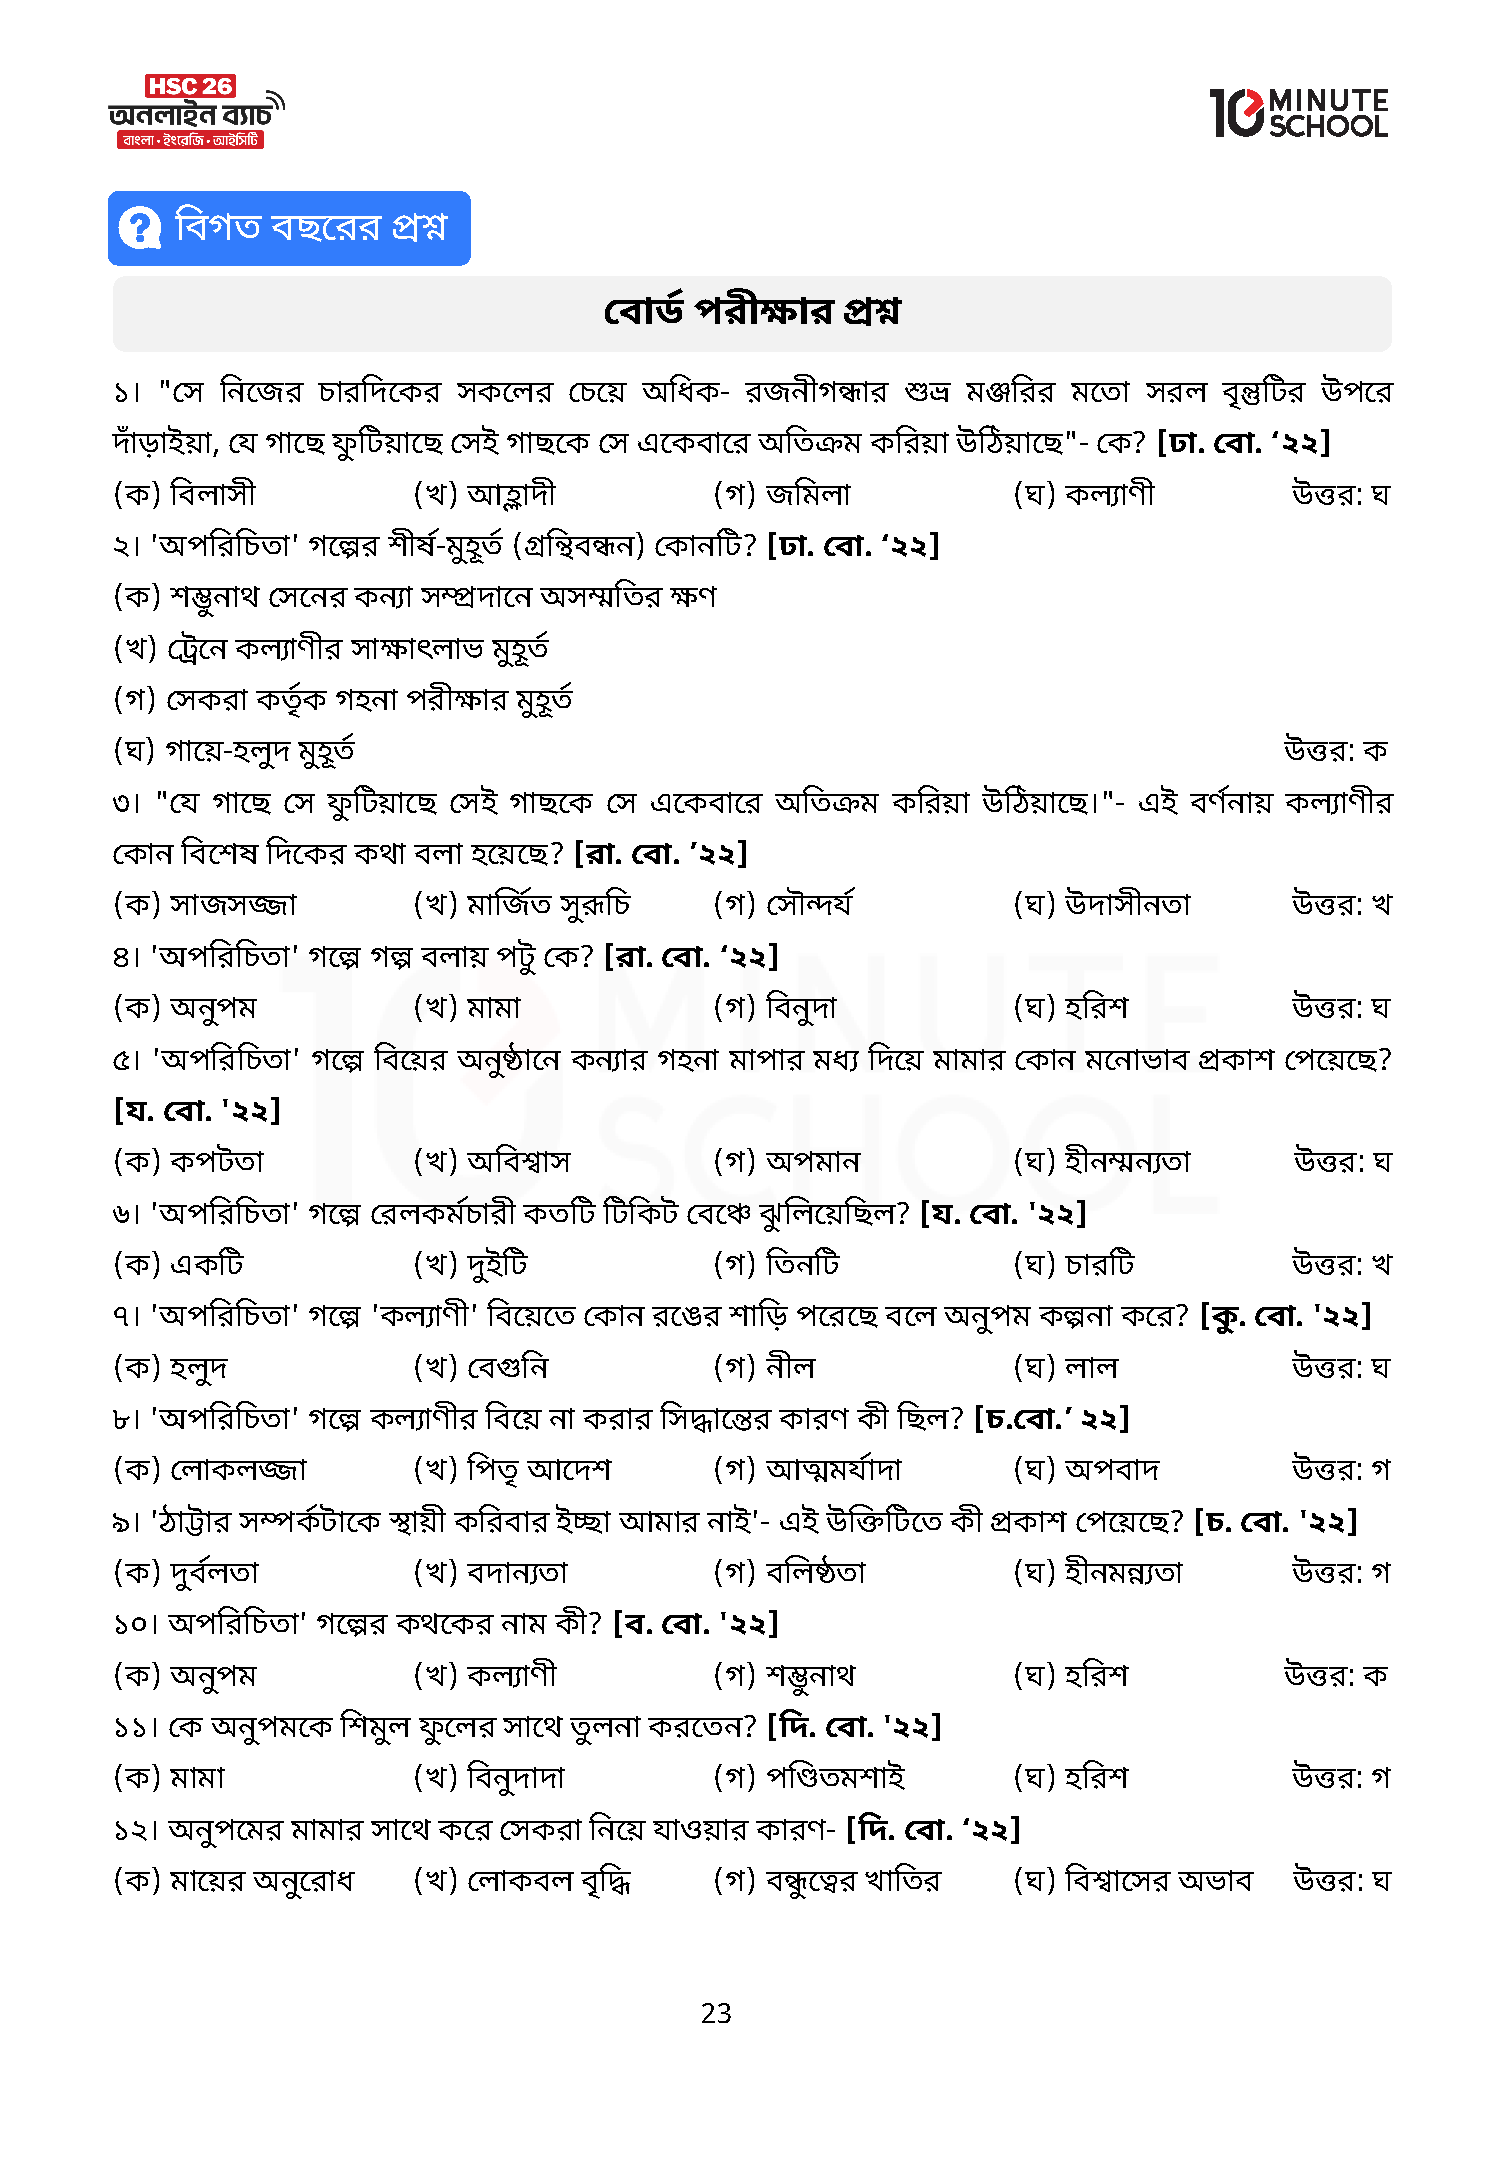 HSC 26
অনলাইন ব্যাচ
বাংলা • ইংরেজি • আইসিটি
10 MINUTE SCHOOL
বিগত বছরের প্রশ্ন
বোর্ড পরীক্ষার প্রশ্ন
১। "সে নিজের চারদিকের সকলের চেয়ে অধিক- রজনীগন্ধার শুভ্র মঞ্জরির মতো সরল বৃন্তুটির উপরে
দাঁড়াইয়া, যে গাছে ফুটিয়াছে সেই গাছকে সে একেবারে অতিক্রম করিয়া উঠিয়াছে"- কে? [ঢা. বো. ‘২২]
(ক) বিলাসী (খ) আহ্লাদী (গ) জমিলা (ঘ) কল্যাণী উত্তর: ঘ
২। 'অপরিচিতা' গল্পের শীর্ষ-মুহূর্ত (গ্রন্থিবন্ধন) কোনটি? [ঢা. বো. ‘২২]
(ক) শম্ভুনাথ সেনের কন্যা সম্প্রদানে অসম্মতির ক্ষণ
(খ) ট্রেনে কল্যাণীর সাক্ষাৎলাভ মুহূর্ত
(গ) সেকরা কর্তৃক গহনা পরীক্ষার মুহূর্ত
(ঘ) গায়ে-হলুদ মুহূর্ত উত্তর: ক
৩। "যে গাছে সে ফুটিয়াছে সেই গাছকে সে একেবারে অতিক্রম করিয়া উঠিয়াছে।"- এই বর্ণনায় কল্যাণীর
কোন বিশেষ দিকের কথা বলা হয়েছে? [রা. বো. ’২২]
(ক) সাজসজ্জা (খ) মার্জিত সুরূচি (গ) সৌন্দর্য (ঘ) উদাসীনতা উত্তর: খ
৪। 'অপরিচিতা' গল্পে গল্প বলায় পটু কে? [রা. বো. ‘২২]
(ক) অনুপম (খ) মামা (গ) বিনুদা (ঘ) হরিশ উত্তর: ঘ
৫। 'অপরিচিতা' গল্পে বিয়ের অনুষ্ঠানে কন্যার গহনা মাপার মধ্য দিয়ে মামার কোন মনোভাব প্রকাশ পেয়েছে?
[য. বো. '২২]
(ক) কপটতা (খ) অবিশ্বাস (গ) অপমান (ঘ) হীনম্মন্যতা উত্তর: ঘ
৬। 'অপরিচিতা' গল্পে রেলকর্মচারী কতটি টিকিট বেঞ্চে ঝুলিয়েছিল? [য. বো. '২২]
(ক) একটি (খ) দুইটি (গ) তিনটি (ঘ) চারটি উত্তর: খ
৭। 'অপরিচিতা' গল্পে 'কল্যাণী' বিয়েতে কোন রঙের শাড়ি পরেছে বলে অনুপম কল্পনা করে? [কু. বো. '২২]
(ক) হলুদ (খ) বেগুনি (গ) নীল (ঘ) লাল উত্তর: ঘ
৮। 'অপরিচিতা' গল্পে কল্যাণীর বিয়ে না করার সিদ্ধান্তের কারণ কী ছিল? [চ.বো.’ ২২]
(ক) লোকলজ্জা (খ) পিতৃ আদেশ (গ) আত্মমর্যাদা (ঘ) অপবাদ উত্তর: গ
৯। 'ঠাট্টার সম্পর্কটাকে স্থায়ী করিবার ইচ্ছা আমার নাই'- এই উক্তিটিতে কী প্রকাশ পেয়েছে? [চ. বো. '২২]
(ক) দুর্বলতা (খ) বদান্যতা (গ) বলিষ্ঠতা (ঘ) হীনমন্ন্যতা উত্তর: গ
১০। অপরিচিতা' গল্পের কথকের নাম কী? [ব. বো. '২২]
(ক) অনুপম (খ) কল্যাণী (গ) শম্ভুনাথ (ঘ) হরিশ উত্তর: ক
১১। কে অনুপমকে শিমুল ফুলের সাথে তুলনা করতেন? [দি. বো. '২২]
(ক) মামা (খ) বিনুদাদা (গ) পণ্ডিতমশাই (ঘ) হরিশ উত্তর: গ
১২। অনুপমের মামার সাথে করে সেকরা নিয়ে যাওয়ার কারণ- [দি. বো. ‘২২]
(ক) মায়ের অনুরোধ (খ) লোকবল বৃদ্ধি (গ) বন্ধুত্বের খাতির (ঘ) বিশ্বাসের অভাব উত্তর: ঘ
23